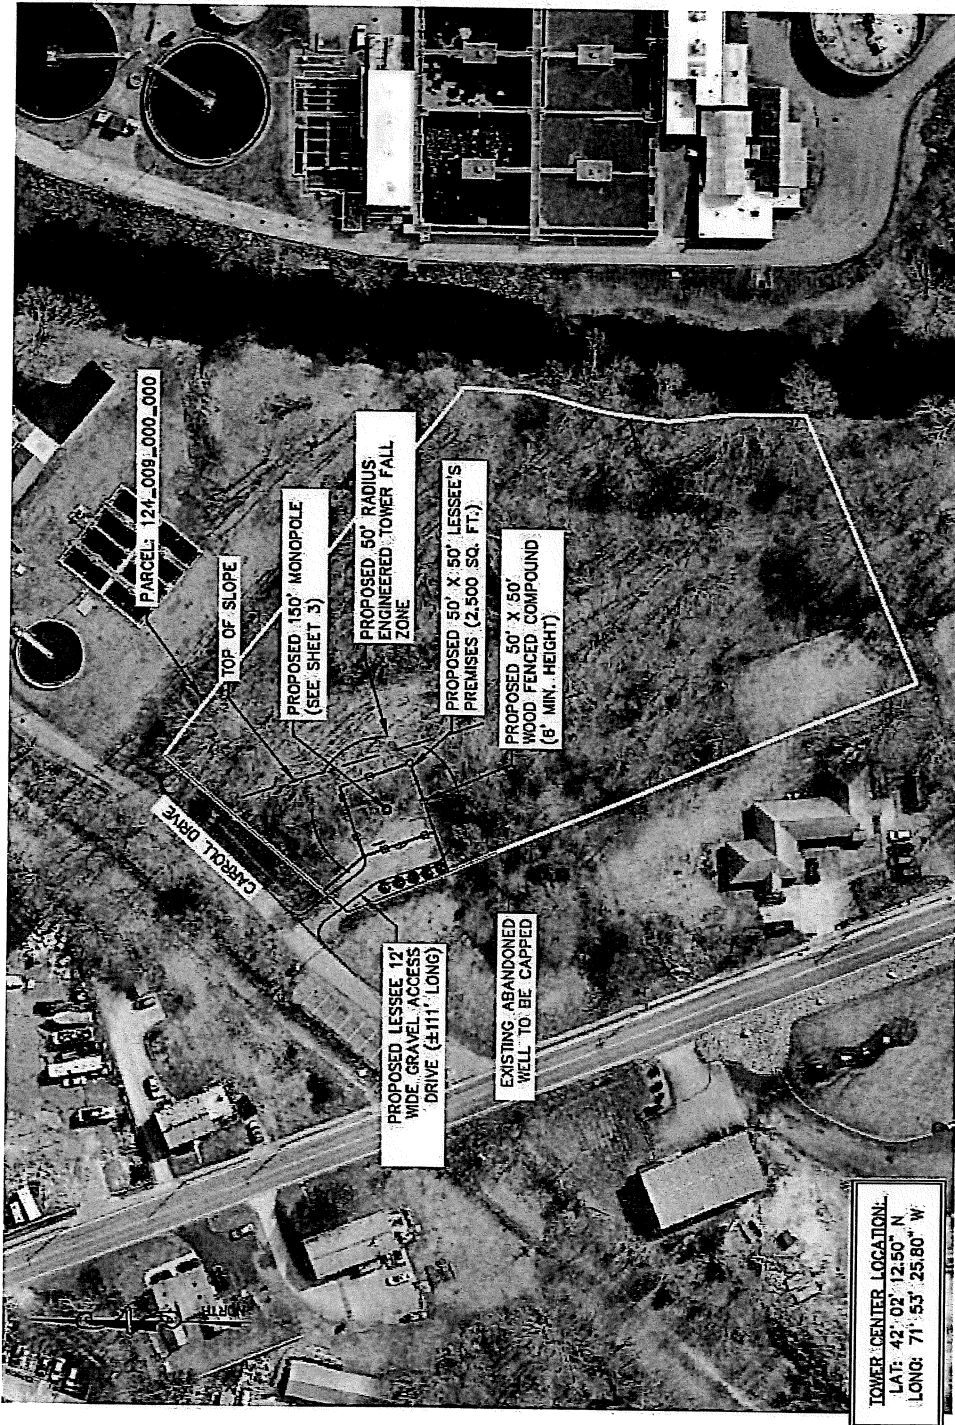 PARCEL: 124_009_000_000
TOP OF SLOPE
PROPOSED 150' MONOPOLE
(SEE SHEET 3)
PROPOSED 50' RADIUS
ENGINEERED TOWER FALL
ZONE
PROPOSED 50' X 50' LESSEE'S
PREMISES (2,500 SQ. FT.)
PROPOSED 50' X 50'
WOOD FENCED COMPOUND
(6' MIN. HEIGHT)
CARROLL DRIVE
PROPOSED LESSEE 12'
WIDE, GRAVEL ACCESS
DRIVE (±111' LONG)
EXISTING ABANDONED
WELL TO BE CAPPED
NORTH
TOWER CENTER LOCATION:
LAT: 42° 02' 12.50" N
LONG: 71° 53' 25.80" W